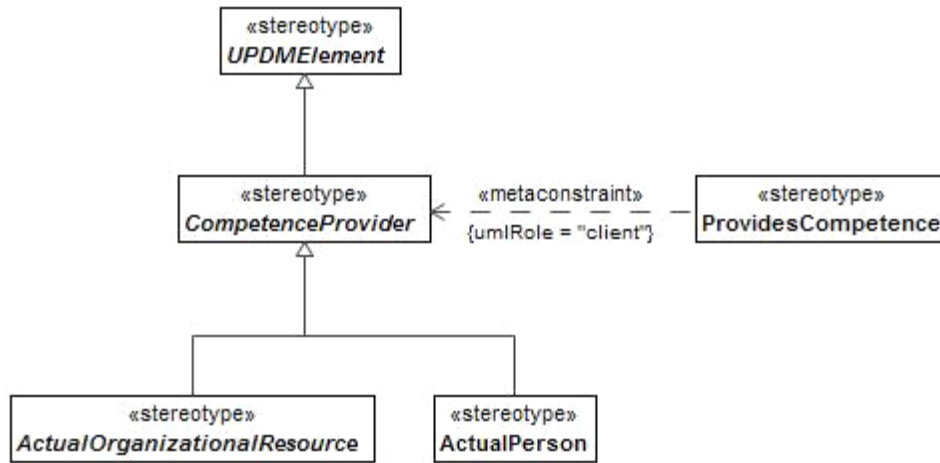 «stereotype»
UPDMElement
«stereotype»
CompetenceProvider
«metaconstraint»
{umlRole = "client"}
«stereotype»
ProvidesCompetence
«stereotype»
ActualOrganizationalResource
«stereotype»
ActualPerson